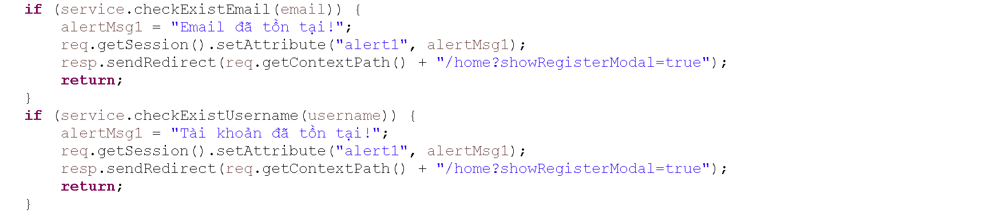 if (service.checkExistEmail(email)) {
alertMsg1 = "Email đã tồn tại!";
req.getSession().setAttribute("alert1", alertMsg1);
resp.sendRedirect(req.getContextPath() + "/home?showRegisterModal=true");
return;
}
if (service.checkExistUsername(username)) {
alertMsg1 = "Tài khoản đã tồn tại!";
req.getSession().setAttribute("alert1", alertMsg1);
resp.sendRedirect(req.getContextPath() + "/home?showRegisterModal=true");
return;
}